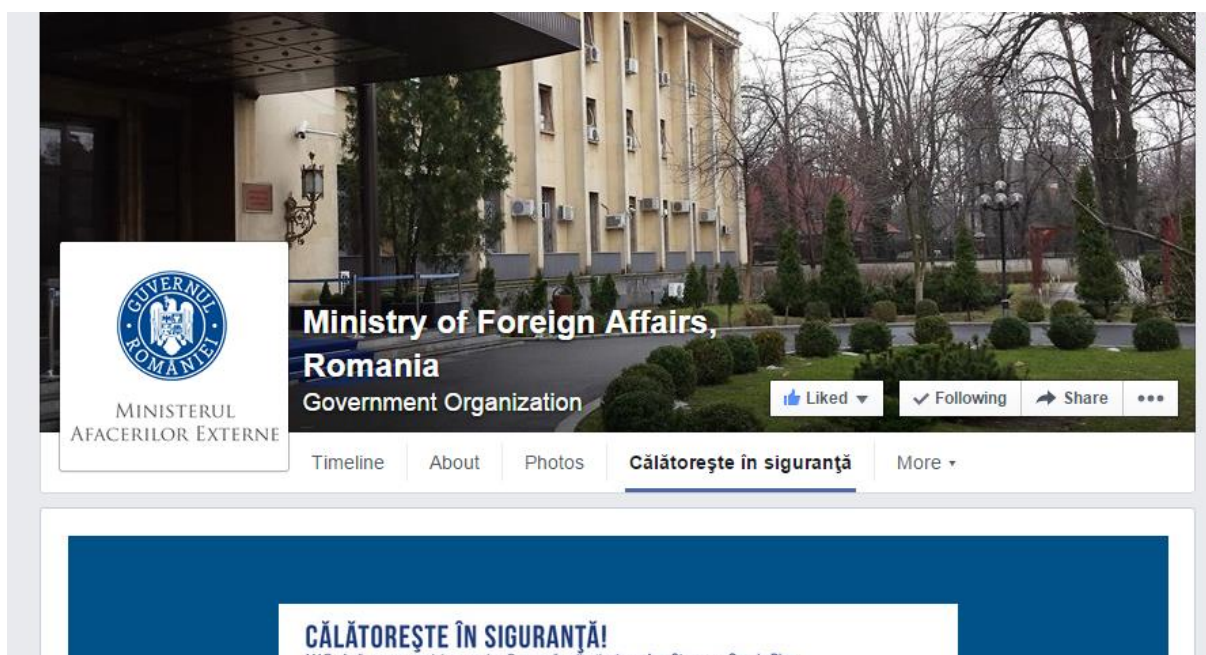 GUVERNUL ROMÂNIEI
MINISTERUL
AFACERILOR EXTERNE
Ministry of Foreign Affairs,
Romania
Government Organization
Liked
Following
Share
Timeline
About
Photos
Călătoreşte în siguranţă
More
CĂLĂTOREŞTE ÎN SIGURANŢĂ!